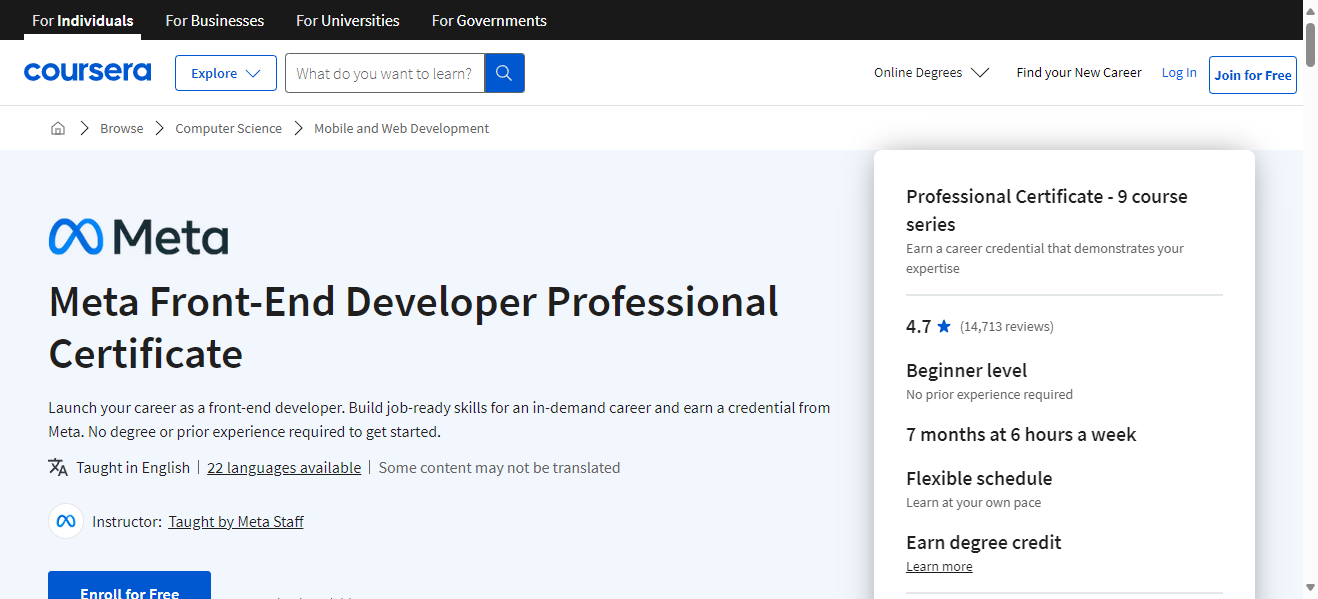 For Individuals
For Businesses
For Universities
For Governments
coursera
Explore
What do you want to learn?
Online Degrees
Find your New Career
Log In
Join for Free
Browse
Computer Science
Mobile and Web Development
Meta
Meta Front-End Developer Professional
Certificate
Launch your career as a front-end developer. Build job-ready skills for an in-demand career and earn a credential from
Meta. No degree or prior experience required to get started.
Taught in English
22 languages available
Some content may not be translated
Instructor: Taught by Meta Staff
Enroll for Free
Professional Certificate - 9 course
series
Earn a career credential that demonstrates your
expertise
4.7 ★ (14,713 reviews)
Beginner level
No prior experience required
7 months at 6 hours a week
Flexible schedule
Learn at your own pace
Earn degree credit
Learn more